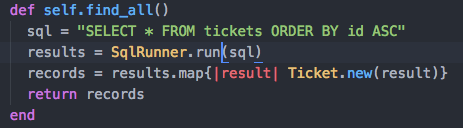 def self.find_all()
sql = "SELECT * FROM tickets ORDER BY id ASC"
results = SqlRunner.run(sql)
records = results.map{|result| Ticket.new(result)}
return records
end